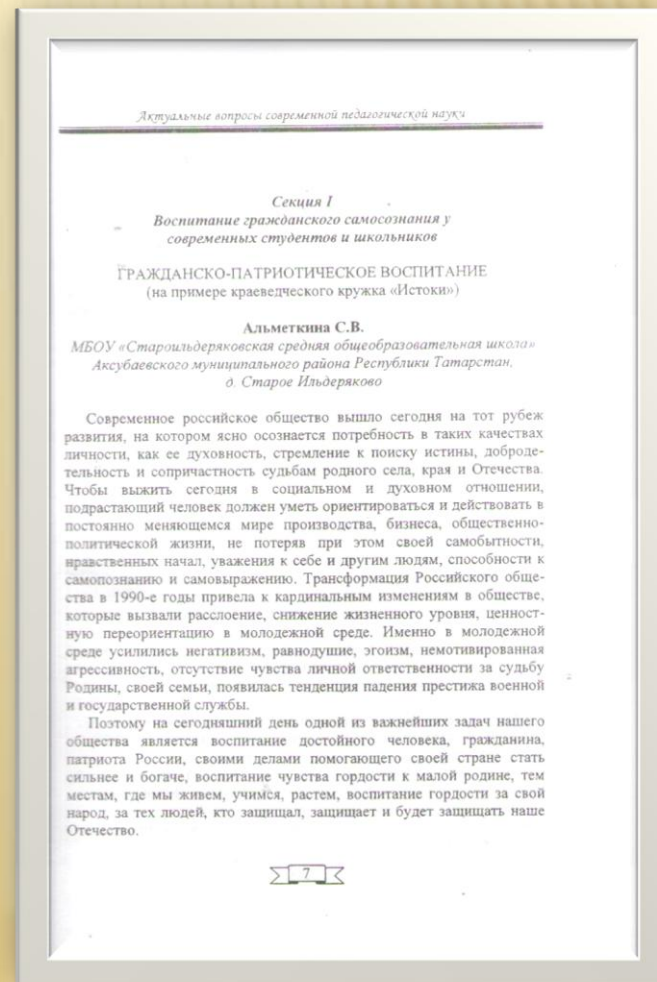 Актуальные вопросы современной педагогической науки
Секция I
Воспитание гражданского самосознания у
современных студентов и школьников
ГРАЖДАНСКО-ПАТРИОТИЧЕСКОЕ ВОСПИТАНИЕ
(на примере краеведческого кружка «Истоки»)
Альметкина С.В.
МБОУ «Староильдеряковская средняя общеобразовательная школа»
Аксубаевского муниципального района Республики Татарстан,
д. Старое Ильдеряково
Современное российское общество вышло сегодня на тот рубеж
развития, на котором ясно осознается потребность в таких качествах
личности, как ее духовность, стремление к поиску истины, доброде-
тельность и сопричастность судьбам родного села, края и Отечества.
Чтобы выжить сегодня в социальном и духовном отношении,
подрастающий человек должен уметь ориентироваться и действовать в
постоянно меняющемся мире производства, бизнеса, общественно-
политической жизни, не потеряв при этом своей самобытности,
нравственных начал, уважения к себе и другим людям, способности к
самопознанию и самовыражению. Трансформация Российского обще-
ства в 1990-е годы привела к кардинальным изменениям в обществе,
которые вызвали расслоение, снижение жизненного уровня, ценност-
ную переориентацию в молодежной среде. Именно в молодежной
среде усилились негативизм, равнодушие, эгоизм, немотивированная
агрессивность, отсутствие чувства личной ответственности за судьбу
Родины, своей семьи, появилась тенденция падения престижа военной
и государственной службы.
Поэтому на сегодняшний день одной из важнейших задач нашего
общества является воспитание достойного человека, гражданина,
патриота России, своими делами помогающего своей стране стать
сильнее и богаче, воспитание чувства гордости к малой родине, тем
местам, где мы живем, учимся, растем, воспитание гордости за свой
народ, за тех людей, кто защищал, защищает и будет защищать наше
Отечество.
7